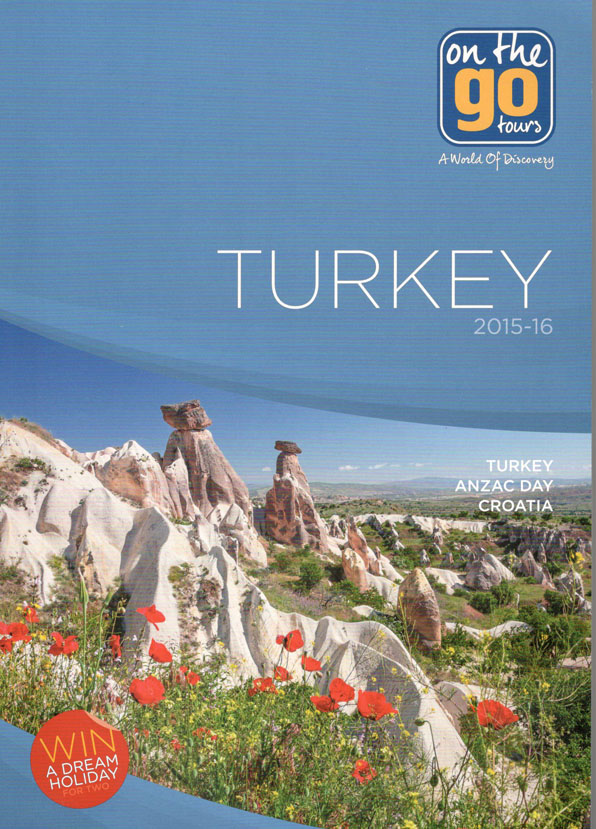 on the
go
tours
A World Of Discovery
TURKEY
2015-16
TURKEY
ANZAC DAY
CROATIA
WIN
A DREAM
HOLIDAY
FOR TWO